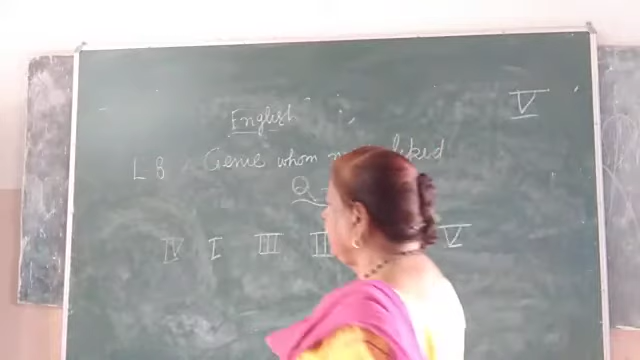 V
English
L 8 Genie whom n liked
Q
IV I III II V